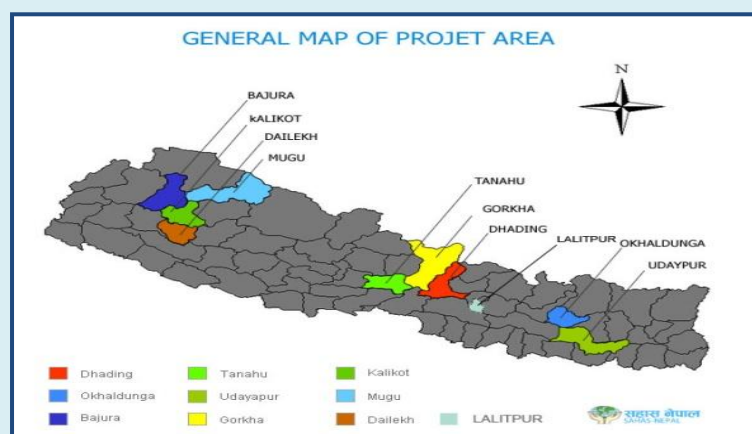 GENERAL MAP OF PROJET AREA
N
BAJURA
kALIKOT
DAILEKH
MUGU
TANAHU
GORKHA
DHADING
LALITPUR
OKHALDUNGA
UDAYPUR
Dhading
Tanahu
Kalikot
Okhaldunga
Udayapur
Mugu
Bajura
Gorkha
Dailekh
LALITPUR
सहास नेपाल
SAHAS-NEPAL